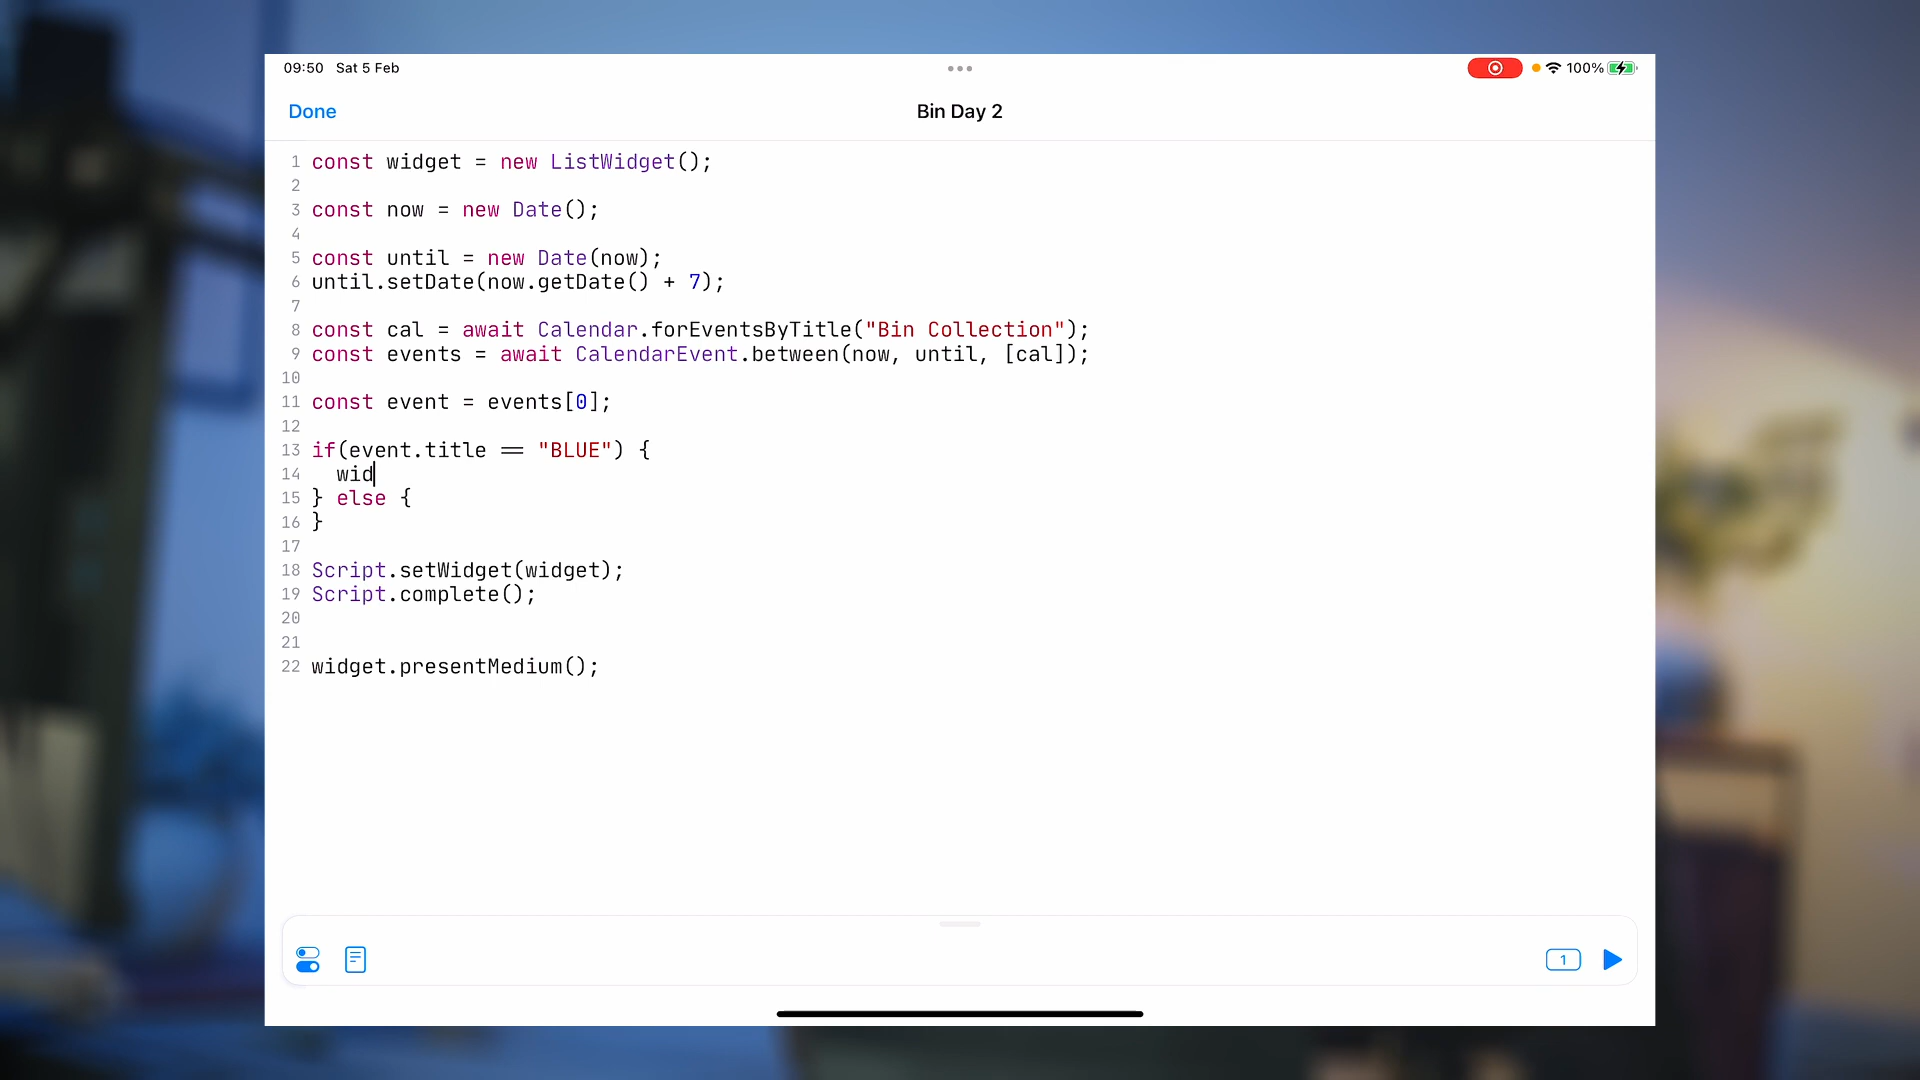 09:50 Sat 5 Feb
100%
Done
Bin Day 2
1 const widget = new ListWidget();
2
3 const now = new Date();
4
5 const until = new Date(now);
6 until.setDate(now.getDate() + 7);
7
8 const cal = await Calendar.forEventsByTitle("Bin Collection");
9 const events = await CalendarEvent.between(now, until, [cal]);
10
11 const event = events[0];
12
13 if(event.title == "BLUE") {
14   wid
15 } else {
16 }
17
18 Script.setWidget(widget);
19 Script.complete();
20
21
22 widget.presentMedium();
1